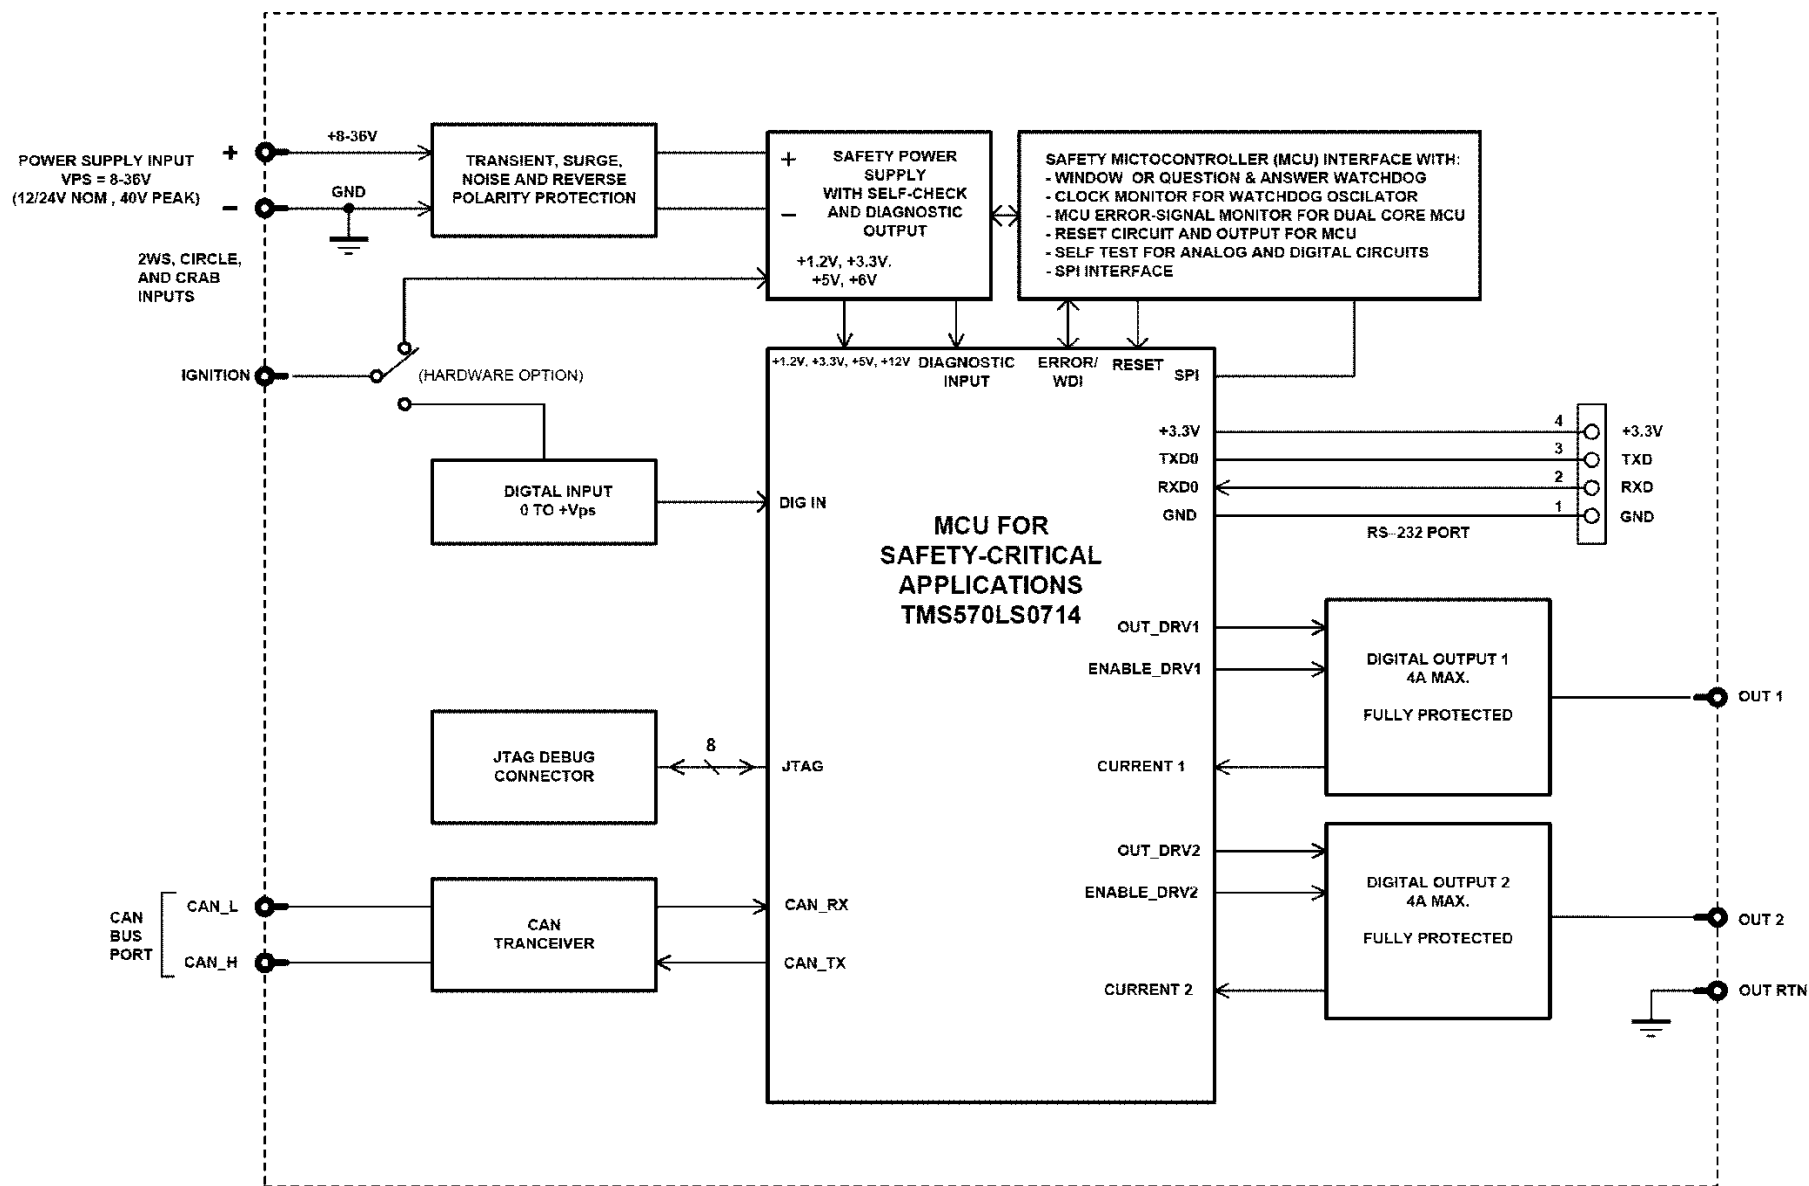 POWER SUPPLY INPUT
VPS = 8-36V
(12/24V NOM , 40V PEAK)
+
−
+8-36V
GND
TRANSIENT, SURGE,
NOISE AND REVERSE
POLARITY PROTECTION
+
−
SAFETY POWER
SUPPLY
WITH SELF-CHECK
AND DIAGNOSTIC
OUTPUT
+1.2V, +3.3V.
+5V, +6V
SAFETY MICTOCONTROLLER (MCU) INTERFACE WITH:
- WINDOW OR QUESTION & ANSWER WATCHDOG
- CLOCK MONITOR FOR WATCHDOG OSCILATOR
- MCU ERROR-SIGNAL MONITOR FOR DUAL CORE MCU
- RESET CIRCUIT AND OUTPUT FOR MCU
- SELF TEST FOR ANALOG AND DIGITAL CIRCUITS
- SPI INTERFACE
2WS, CIRCLE,
AND CRAB
INPUTS
IGNITION
(HARDWARE OPTION)
DIGTAL INPUT
0 TO +Vps
JTAG DEBUG
CONNECTOR
8
CAN
BUS
PORT
CAN_L
CAN_H
CAN
TRANCEIVER
+1.2V, +3.3V, +5V, +12V
DIAGNOSTIC
INPUT
ERROR/
WDI
RESET
SPI
DIG IN
JTAG
CAN_RX
CAN_TX
MCU FOR
SAFETY-CRITICAL
APPLICATIONS
TMS570LS0714
+3.3V
TXD0
RXD0
GND
OUT_DRV1
ENABLE_DRV1
CURRENT 1
OUT_DRV2
ENABLE_DRV2
CURRENT 2
4
3
2
1
+3.3V
TXD
RXD
GND
RS-232 PORT
DIGITAL OUTPUT 1
4A MAX.
FULLY PROTECTED
OUT 1
DIGITAL OUTPUT 2
4A MAX.
FULLY PROTECTED
OUT 2
OUT RTN